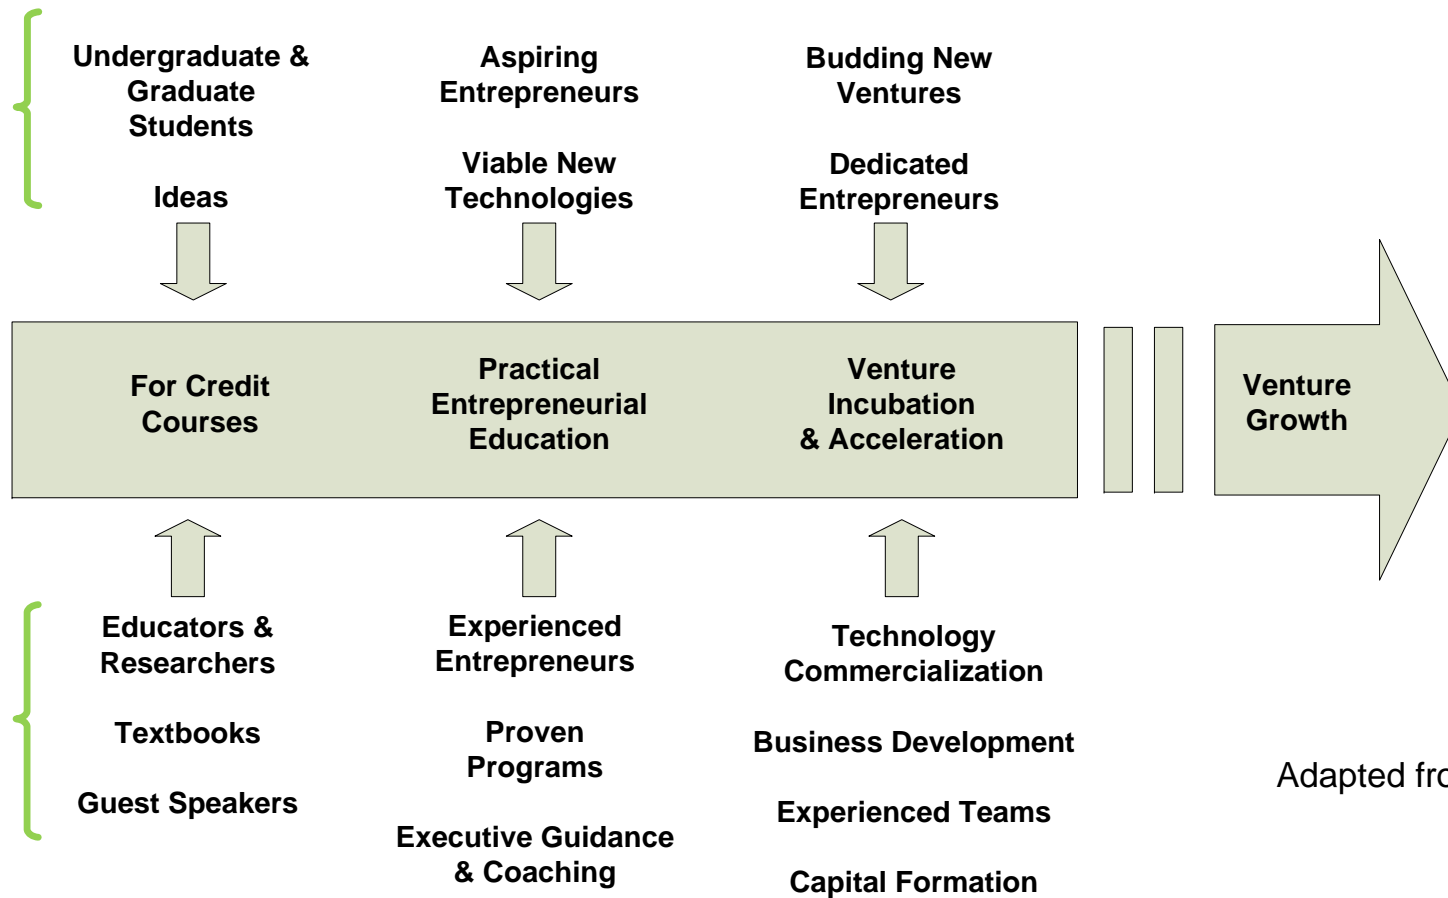 Undergraduate &
Graduate
Students
Ideas
Aspiring
Entrepreneurs
Viable New
Technologies
Budding New
Ventures
Dedicated
Entrepreneurs
For Credit
Courses
Practical
Entrepreneurial
Education
Venture
Incubation
& Acceleration
Venture
Growth
Educators &
Researchers
Textbooks
Guest Speakers
Experienced
Entrepreneurs
Proven
Programs
Executive Guidance
& Coaching
Technology
Commercialization
Business Development
Experienced Teams
Capital Formation
Adapted